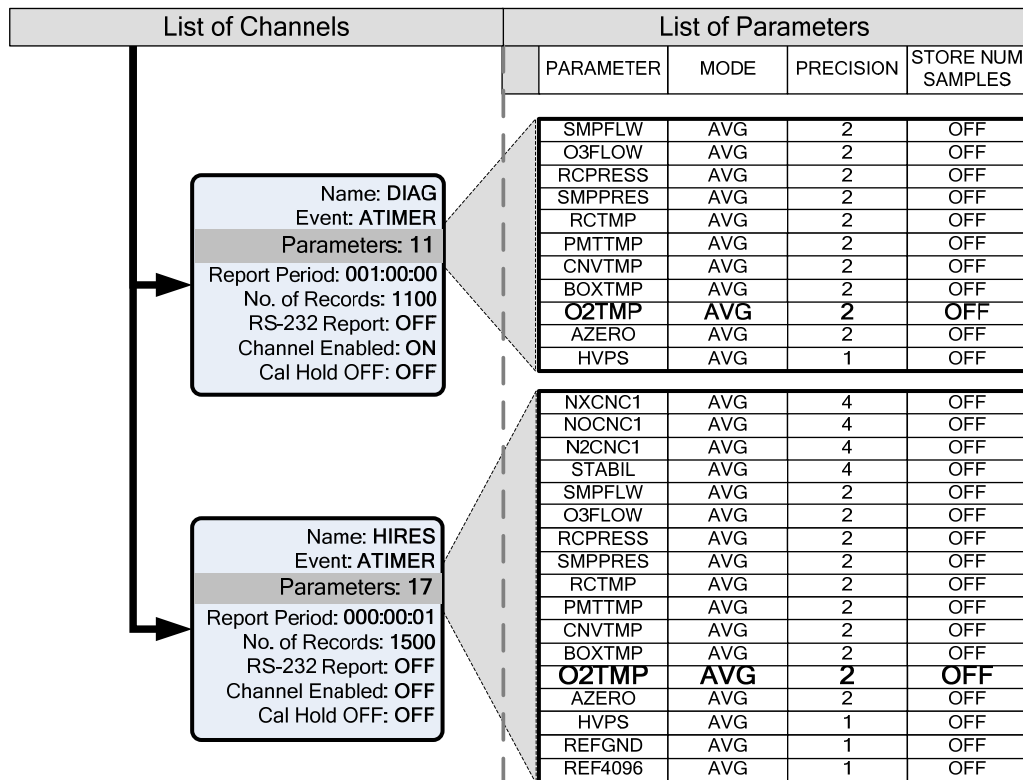 List of Channels
List of Parameters
PARAMETER MODE PRECISION STORE NUM SAMPLES
Name: DIAG
Event: ATIMER
Parameters: 11
Report Period: 001:00:00
No. of Records: 1100
RS-232 Report: OFF
Channel Enabled: ON
Cal Hold OFF: OFF
SMPFLW AVG 2 OFF
O3FLOW AVG 2 OFF
RCPRESS AVG 2 OFF
SMPPRES AVG 2 OFF
RCTMP AVG 2 OFF
PMTTMP AVG 2 OFF
CNVTMP AVG 2 OFF
BOXTMP AVG 2 OFF
O2TMP AVG 2 OFF
AZERO AVG 2 OFF
HVPS AVG 1 OFF
Name: HIRES
Event: ATIMER
Parameters: 17
Report Period: 000:00:01
No. of Records: 1500
RS-232 Report: OFF
Channel Enabled: OFF
Cal Hold OFF: OFF
NXCNC1 AVG 4 OFF
NOCNC1 AVG 4 OFF
N2CNC1 AVG 4 OFF
STABIL AVG 4 OFF
SMPFLW AVG 2 OFF
O3FLOW AVG 2 OFF
RCPRESS AVG 2 OFF
SMPPRES AVG 2 OFF
RCTMP AVG 2 OFF
PMTTMP AVG 2 OFF
CNVTMP AVG 2 OFF
BOXTMP AVG 2 OFF
O2TMP AVG 2 OFF
AZERO AVG 2 OFF
HVPS AVG 1 OFF
REFGND AVG 1 OFF
REF4096 AVG 1 OFF